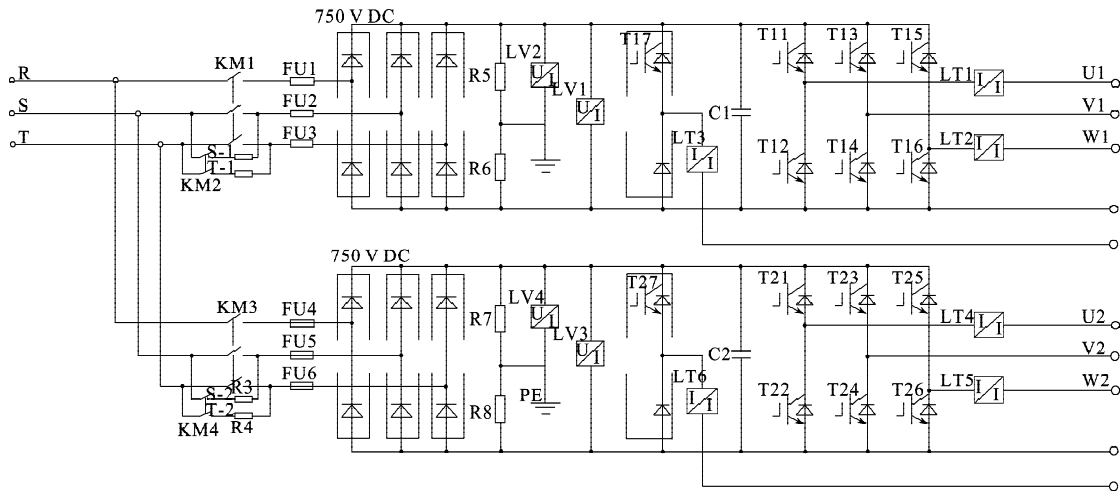 750 V DC
R
KM1
FU1
LV2
T17
T11
T13
T15
R5
U
I
LV1
LT1
I
I
U1
S
FU2
U
I
C1
V1
T
FU3
LT3
LT2
I
I
W1
S-1
T-1
KM2
R6
I
I
T12
T14
T16
750 V DC
KM3
FU4
LV4
T27
T21
T23
T25
R7
U
I
LV3
LT4
I
I
U2
FU5
U
I
C2
V2
FU6
LT6
LT5
I
I
W2
S-2
R3
T-2
R4
KM4
R8
PE
I
I
T22
T24
T26